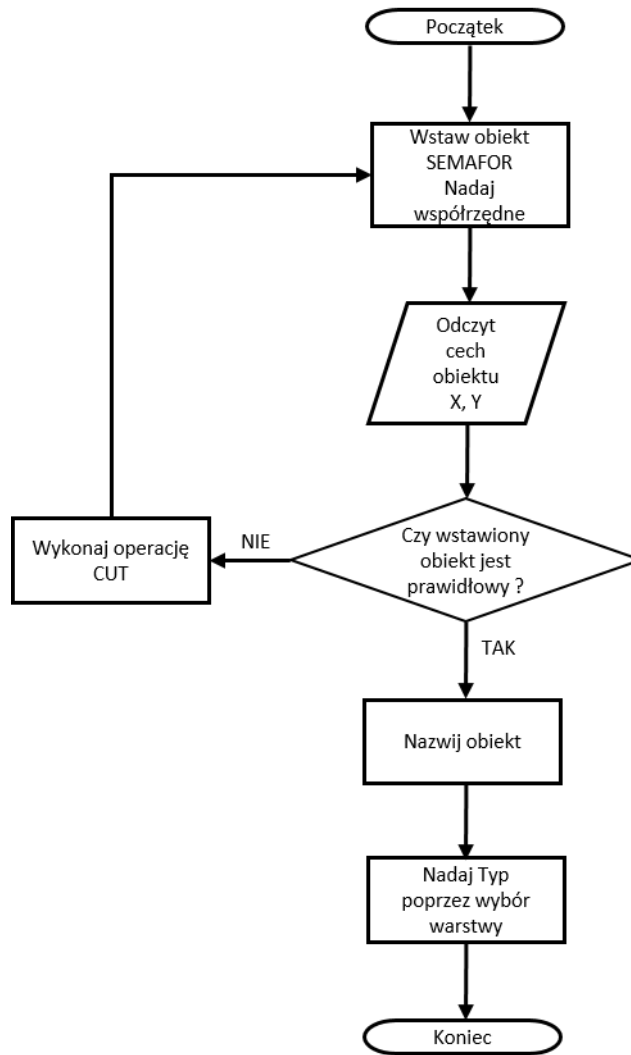 Początek
Wstaw obiekt
SEMAFOR
Nadaj
współrzędne
Odczyt
cech
obiektu
X, Y
Czy wstawiony
obiekt jest
prawidłowy ?
NIE
Wykonaj operację
CUT
TAK
Nazwij obiekt
Nadaj Typ
poprzez wybór
warstwy
Koniec